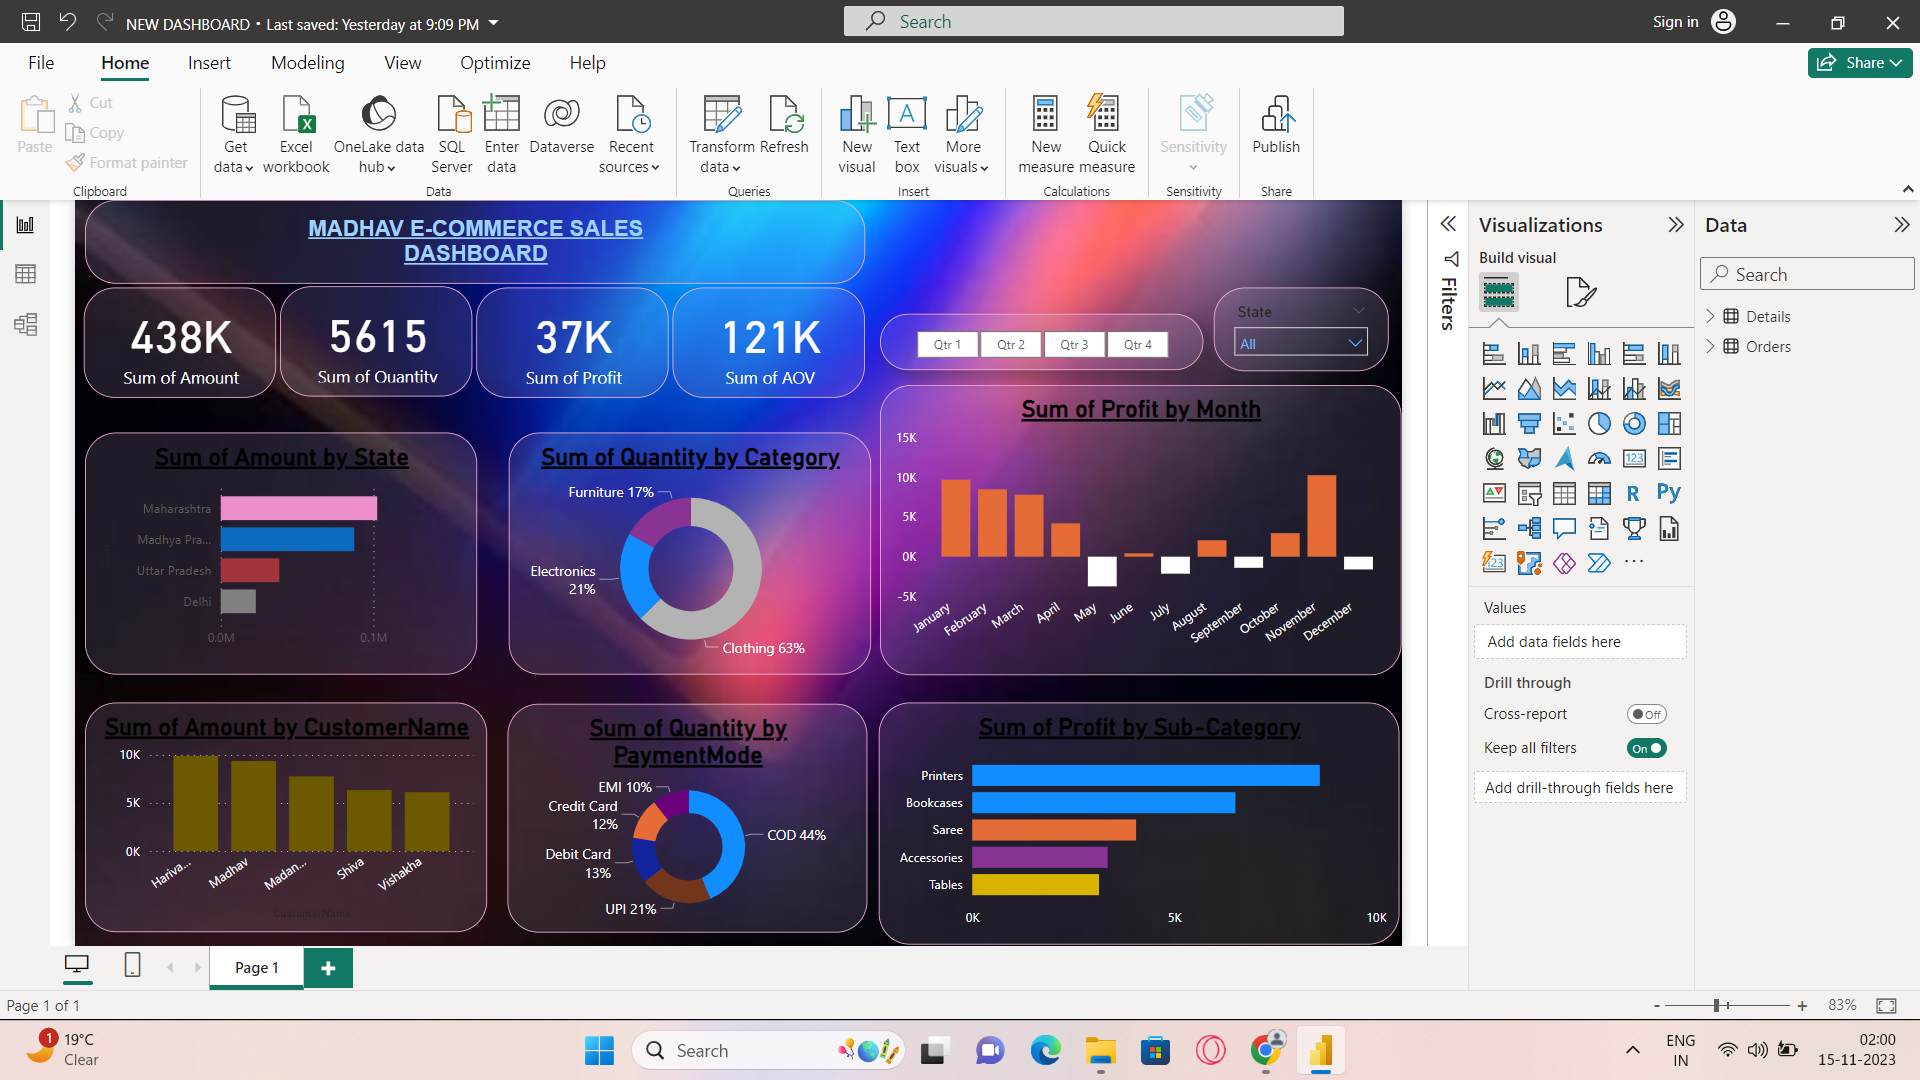 NEW DASHBOARD • Last saved: Yesterday at 9:09 PM
Search
Sign in
File
Home
Insert
Modeling
View
Optimize
Help
Share
Paste
Cut
Copy
Format painter
Clipboard
Get
data
Excel
workbook
OneLake data
hub
SQL
Server
Enter
data
Dataverse
Recent
sources
Data
Transform
data
Refresh
Queries
New
visual
Text
box
More
visuals
Insert
New
measure
Quick
measure
Calculations
Sensitivity
Sensitivity
Publish
Share
MADHAV E-COMMERCE SALES
DASHBOARD
438K
Sum of Amount
5615
Sum of Quantity
37K
Sum of Profit
121K
Sum of AOV
Qtr 1
Qtr 2
Qtr 3
Qtr 4
State
All
Sum of Amount by State
Maharashtra
Madhya Pra...
Uttar Pradesh
Delhi
0.0M
0.1M
Sum of Quantity by Category
Furniture 17%
Electronics
21%
Clothing 63%
Sum of Profit by Month
15K
10K
5K
0K
-5K
January
February
March
April
May
June
July
August
September
October
November
December
Sum of Amount by CustomerName
10K
5K
0K
Hariva...
Madhav
Madan...
Shiva
Vishakha
CustomerName
Sum of Quantity by
PaymentMode
EMI 10%
Credit Card
12%
Debit Card
13%
UPI 21%
COD 44%
Sum of Profit by Sub-Category
Printers
Bookcases
Saree
Accessories
Tables
0K
5K
10K
Filters
Visualizations
Build visual
123
R
Py
123
Values
Add data fields here
Drill through
Cross-report
Off
Keep all filters
On
Add drill-through fields here
Data
Search
Details
Orders
Page 1
Page 1 of 1
83%
1
19°C
Clear
Search
ENG
IN
02:00
15-11-2023